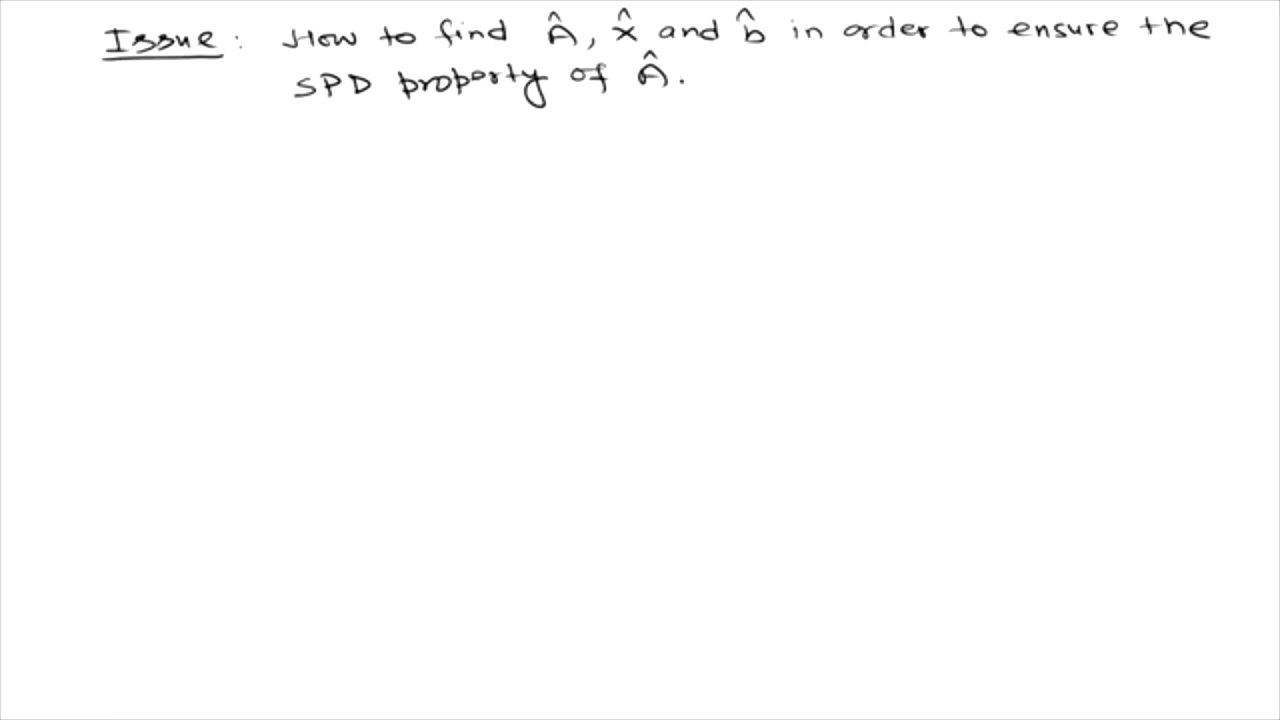 Issue: How to find Â, x̂ and b̂ in order to ensure the
SPD property of Â.